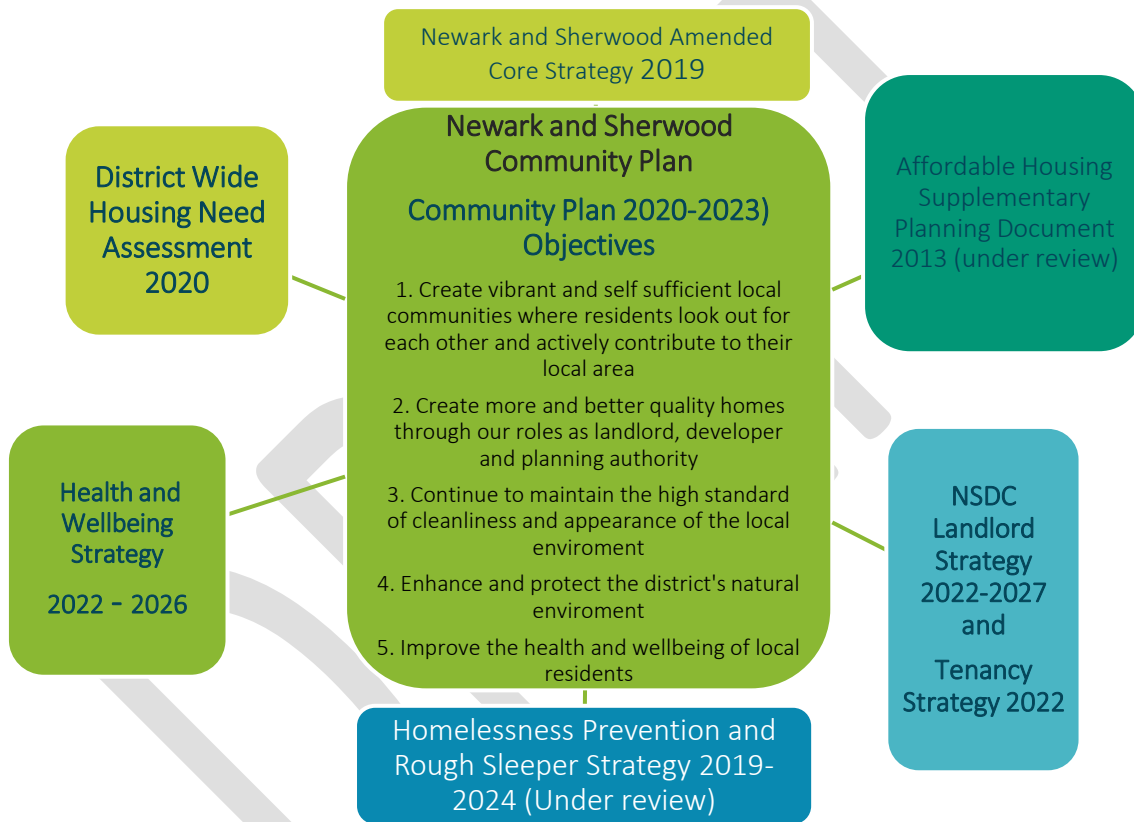 Newark and Sherwood Amended
Core Strategy 2019
Newark and Sherwood
Community Plan
Community Plan 2020-2023)
Objectives
1. Create vibrant and self sufficient local
communities where residents look out for
each other and actively contribute to their
local area
2. Create more and better quality homes
through our roles as landlord, developer
and planning authority
3. Continue to maintain the high standard
of cleanliness and appearance of the local
enviroment
4. Enhance and protect the district's natural
enviroment
5. Improve the health and wellbeing of local
residents
District Wide
Housing Need
Assessment
2020
Affordable Housing
Supplementary
Planning Document
2013 (under review)
Health and
Wellbeing
Strategy
2022 - 2026
NSDC
Landlord
Strategy
2022-2027
and
Tenancy
Strategy 2022
Homelessness Prevention and
Rough Sleeper Strategy 2019-
2024 (Under review)